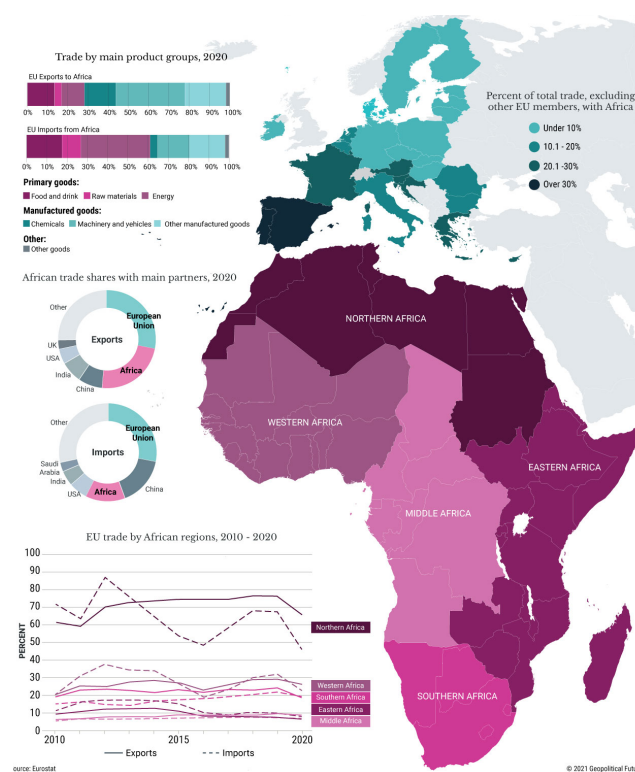 Trade by main product groups, 2020
EU Exports to Africa
0% 10% 20% 30% 40% 50% 60% 70% 80% 90% 100%
EU Imports from Africa
0% 10% 20% 30% 40% 50% 60% 70% 80% 90% 100%
Primary goods:
Food and drink Raw materials Energy
Manufactured goods:
Chemicals Machinery and vehicles Other manufactured goods
Other:
Other goods
Percent of total trade, excluding
other EU members, with Africa
Under 10%
10.1 - 20%
20.1 -30%
Over 30%
African trade shares with main partners, 2020
Other
European
Union
Exports
UK
USA
India
China
Africa
Other
European
Union
Imports
Saudi
Arabia
India
USA
Africa
China
NORTHERN AFRICA
WESTERN AFRICA
EASTERN AFRICA
MIDDLE AFRICA
SOUTHERN AFRICA
EU trade by African regions, 2010 - 2020
PERCENT
100
90
80
70
60
50
40
30
20
10
0
2010 2015 2020
Northern Africa
Western Africa
Southern Africa
Eastern Africa
Middle Africa
Exports Imports
ource: Eurostat
© 2021 Geopolitical Futu